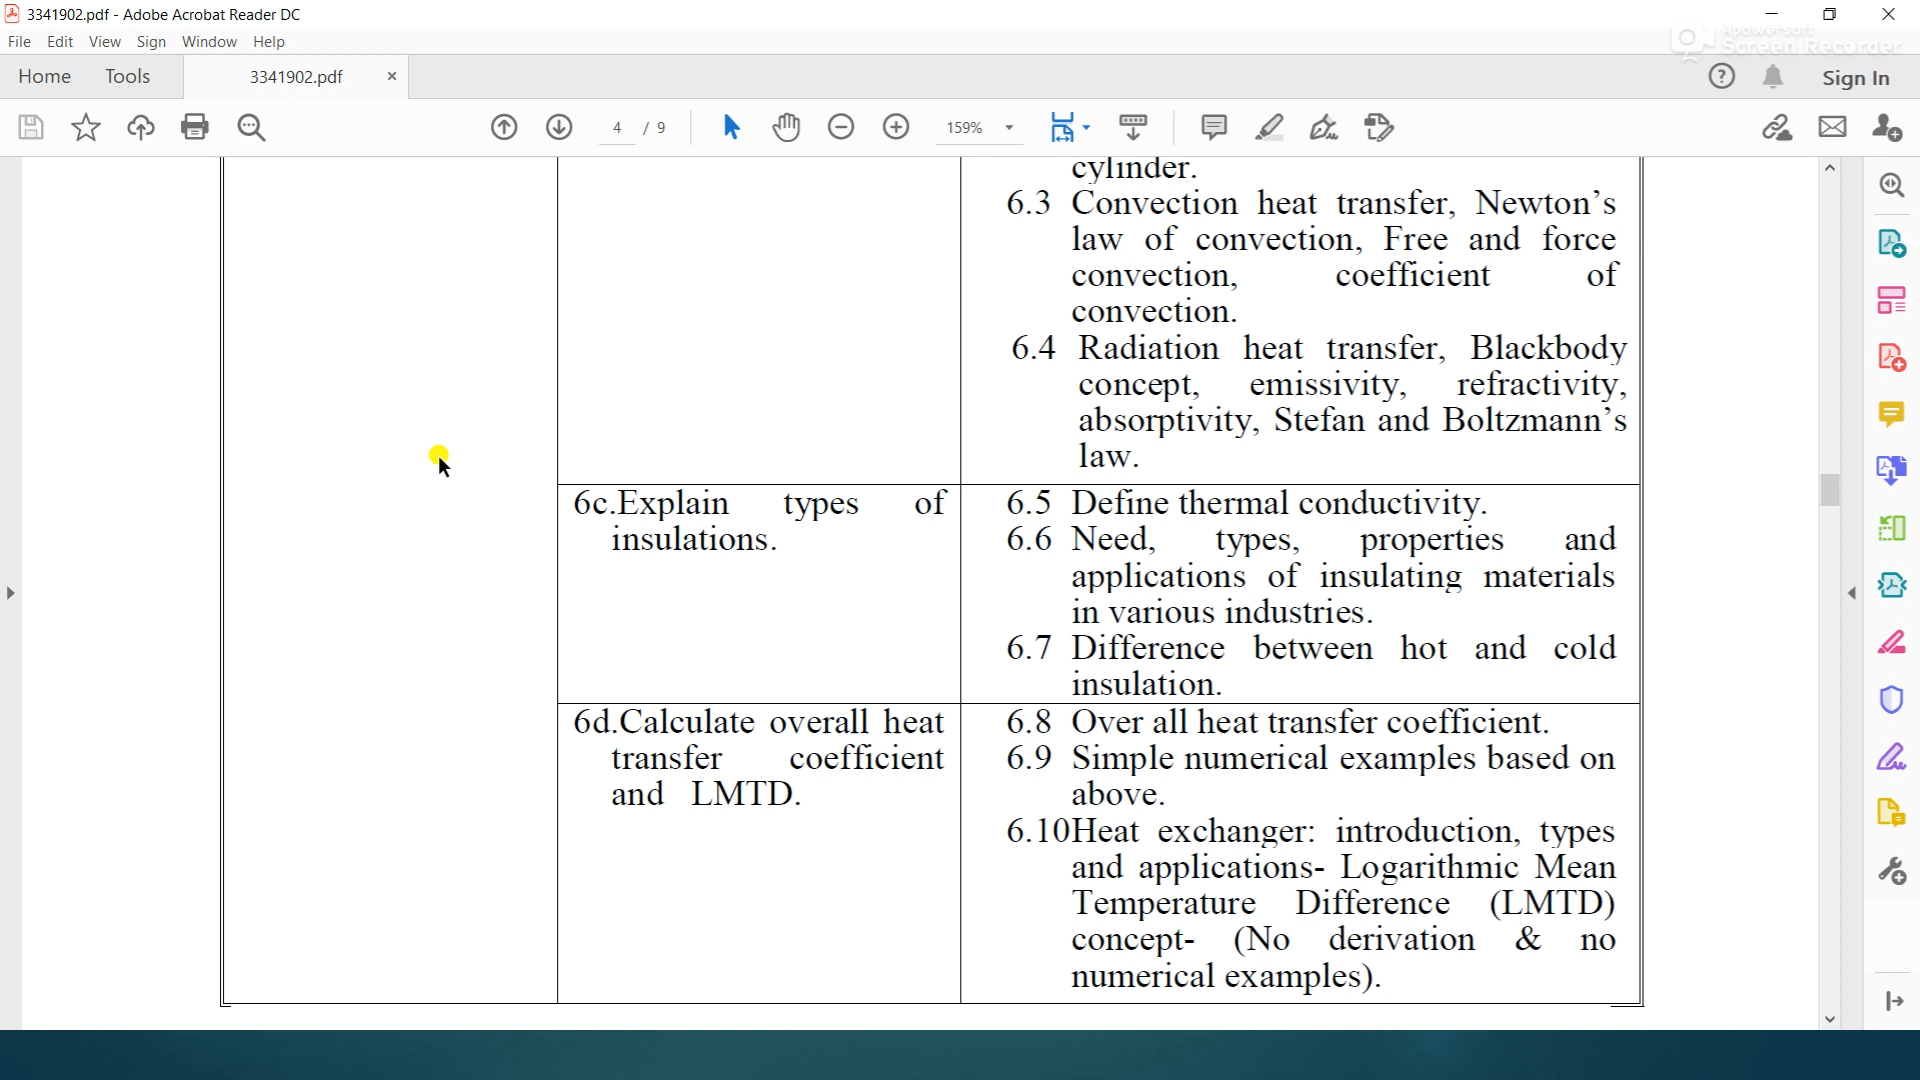 3341902.pdf - Adobe Acrobat Reader DC
File Edit View Sign Window Help
Apowersoft
Screen Recorder
Home Tools 3341902.pdf × Sign In
4 / 9 159%
cylinder.
6.3 Convection heat transfer, Newton's
law of convection, Free and force
convection, coefficient of
convection.
6.4 Radiation heat transfer, Blackbody
concept, emissivity, refractivity,
absorptivity, Stefan and Boltzmann's
law.
6c.Explain types of
insulations.
6.5 Define thermal conductivity.
6.6 Need, types, properties and
applications of insulating materials
in various industries.
6.7 Difference between hot and cold
insulation.
6d.Calculate overall heat
transfer coefficient
and LMTD.
6.8 Over all heat transfer coefficient.
6.9 Simple numerical examples based on
above.
6.10Heat exchanger: introduction, types
and applications- Logarithmic Mean
Temperature Difference (LMTD)
concept- (No derivation & no
numerical examples).